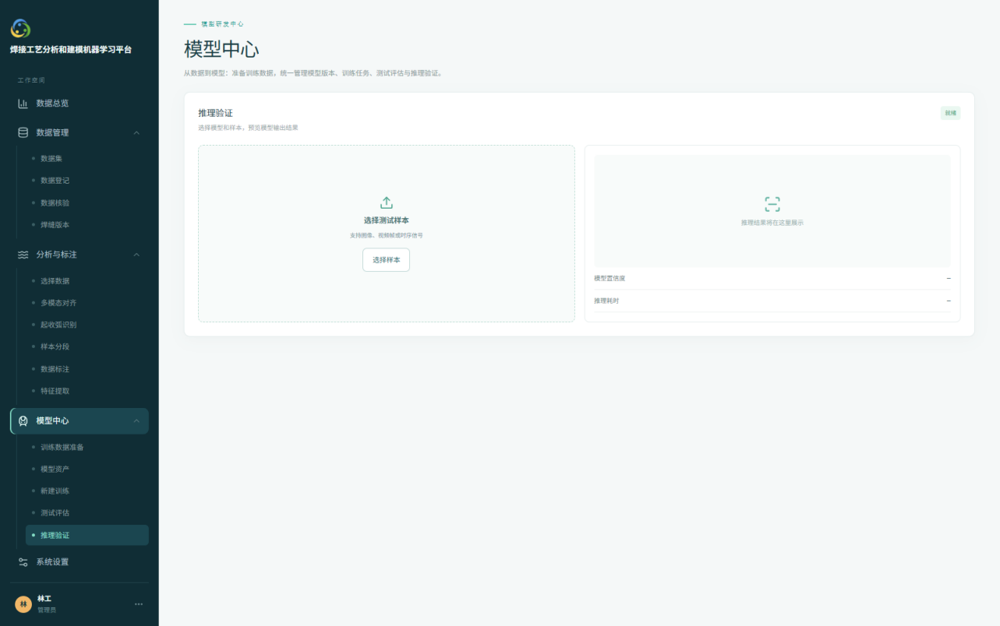 焊接工艺分析和建模机器学习平台
工作空间
数据总览
数据管理
数据集
数据登记
数据核验
焊缝版本
分析与标注
选择数据
多模态对齐
起收弧识别
样本分段
数据标注
特征提取
模型中心
训练数据准备
模型资产
新建训练
测试评估
推理验证
系统设置
林
林工
管理员
模型研发中心
模型中心
从数据到模型：准备训练数据，统一管理模型版本、训练任务、测试评估与推理验证。
推理验证
就绪
选择模型和样本，预览模型输出结果
选择测试样本
支持图像、视频帧或时序信号
选择样本
推理结果将在这里展示
模型置信度 –
推理耗时 –